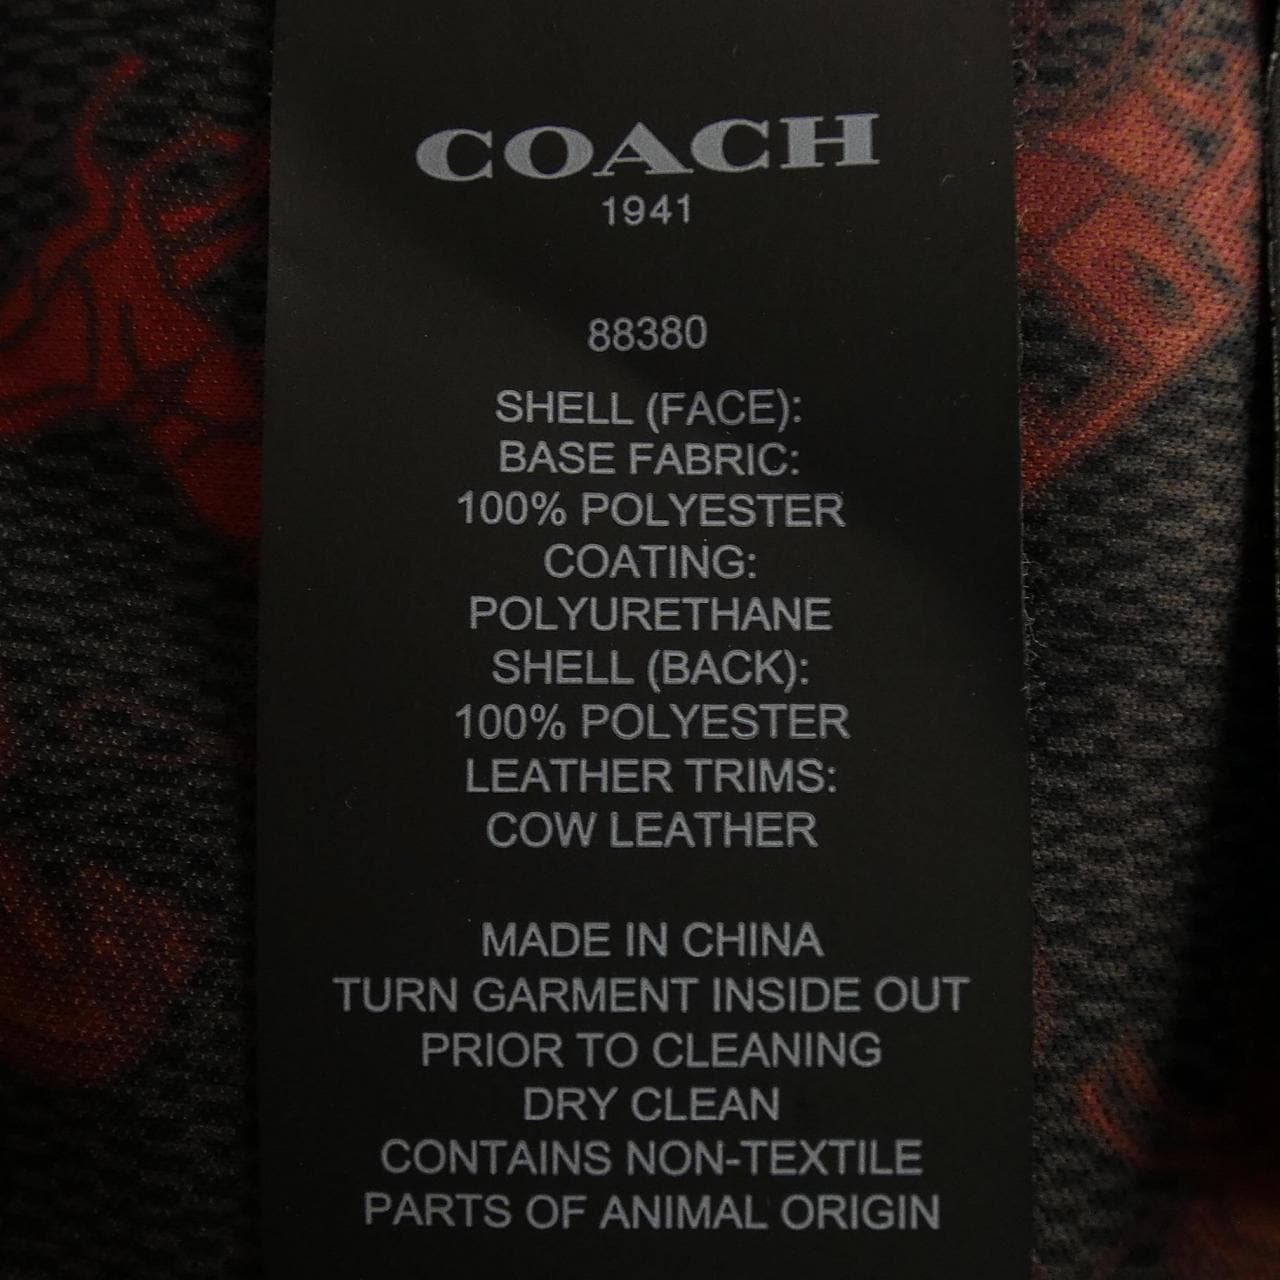 COACH
1941
88380
SHELL (FACE):
BASE FABRIC:
100% POLYESTER
COATING:
POLYURETHANE
SHELL (BACK):
100% POLYESTER
LEATHER TRIMS:
COW LEATHER
MADE IN CHINA
TURN GARMENT INSIDE OUT
PRIOR TO CLEANING
DRY CLEAN
CONTAINS NON-TEXTILE
PARTS OF ANIMAL ORIGIN